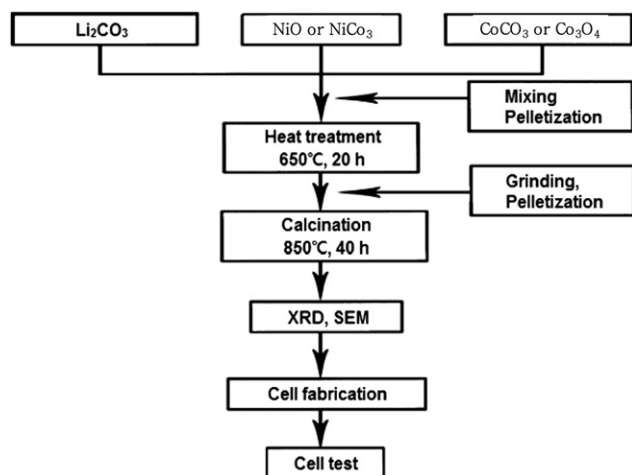 Li₂CO₃
NiO or NiCo₃
CoCO₃ or Co₃O₄
Mixing
Pelletization
Heat treatment
650℃, 20 h
Grinding,
Pelletization
Calcination
850℃, 40 h
XRD, SEM
Cell fabrication
Cell test